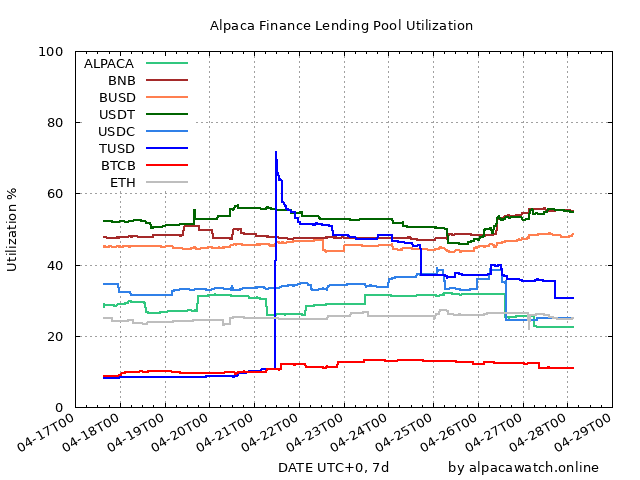 Alpaca Finance Lending Pool Utilization
100
80
60
40
20
0
Utilization %
ALPACA
BNB
BUSD
USDT
USDC
TUSD
BTCB
ETH
04-17T00
04-18T00
04-19T00
04-20T00
04-21T00
04-22T00
04-23T00
04-24T00
04-25T00
04-26T00
04-27T00
04-28T00
04-29T00
DATE UTC+0, 7d
by alpacawatch.online